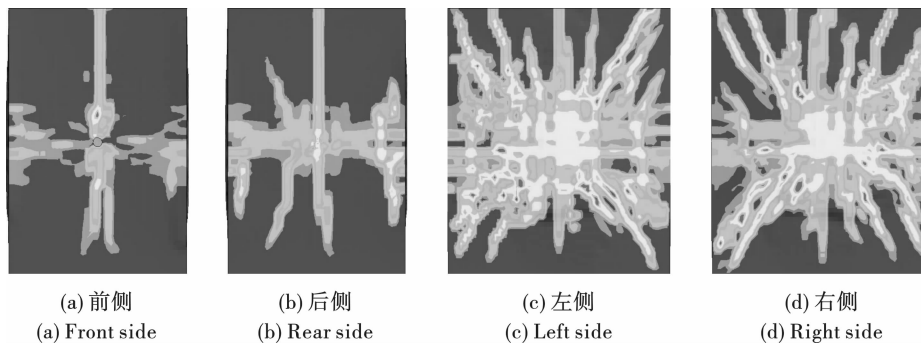 (a) 前侧
(a) Front side
(b) 后侧
(b) Rear side
(c) 左侧
(c) Left side
(d) 右侧
(d) Right side